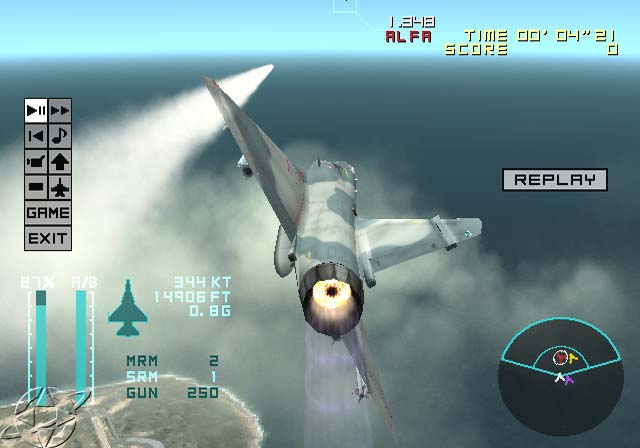 1.348
ALFA
TIME 00'04"21
SCORE 0
REPLAY
GAME
EXIT
87% A/B
344 KT
14906 FT
0.8G
MRM 2
SRM 1
GUN 250